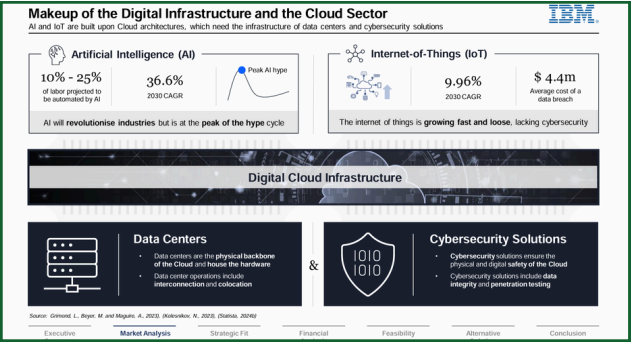 Makeup of the Digital Infrastructure and the Cloud Sector
IBM
AI and IoT are built upon Cloud architectures, which need the infrastructure of data centers and cybersecurity solutions
Artificial Intelligence (AI)
10% - 25%
of labor projected to
be automated by AI
36.6%
2030 CAGR
Peak AI hype
AI will revolutionise industries but is at the peak of the hype cycle
Internet-of-Things (IoT)
9.96%
2030 CAGR
$ 4.4m
Average cost of a
data breach
The internet of things is growing fast and loose, lacking cybersecurity
Digital Cloud Infrastructure
Data Centers
• Data centers are the physical backbone
of the Cloud and house the hardware
• Data center operations include
interconnection and colocation
&
IOIO
IOIO
Cybersecurity Solutions
• Cybersecurity solutions ensure the
physical and digital safety of the Cloud
• Cybersecurity solutions include data
integrity and penetration testing
Source: Grimond, L., Beyer, M. and Maguire, A., 2023), (Kolesnikov, N., 2023), (Statista, 2024b)
Executive
Market Analysis
Strategic Fit
Financial
Feasibility
Alternative
Conclusion